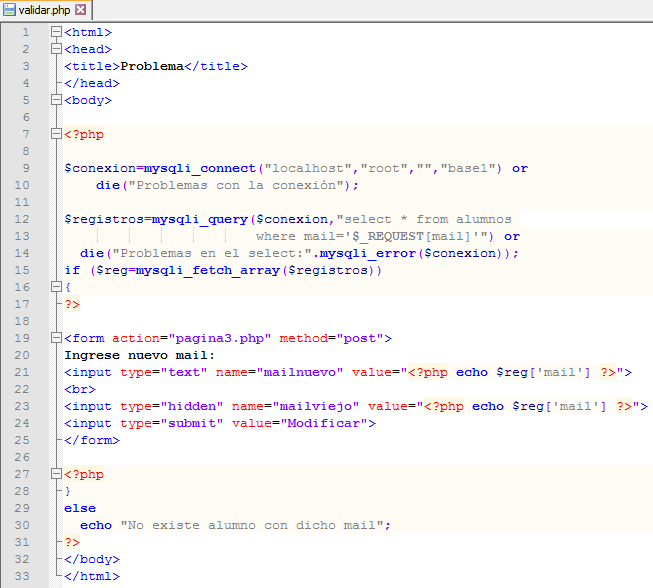 validar.php
1 <html>
2 <head>
3 <title>Problema</title>
4 </head>
5 <body>
6
7 <?php
8
9 $conexion=mysqli_connect("localhost","root","","base1") or
10 die("Problemas con la conexión");
11
12 $registros=mysqli_query($conexion,"select * from alumnos
13 where mail='$_REQUEST[mail]'") or
14 die("Problemas en el select:".mysqli_error($conexion));
15 if ($reg=mysqli_fetch_array($registros))
16 {
17 ?>
18
19 <form action="pagina3.php" method="post">
20 Ingrese nuevo mail:
21 <input type="text" name="mailnuevo" value="<?php echo $reg['mail'] ?>">
22 <br>
23 <input type="hidden" name="mailviejo" value="<?php echo $reg['mail'] ?>">
24 <input type="submit" value="Modificar">
25 </form>
26
27 <?php
28 }
29 else
30 echo "No existe alumno con dicho mail";
31 ?>
32 </body>
33 </html>